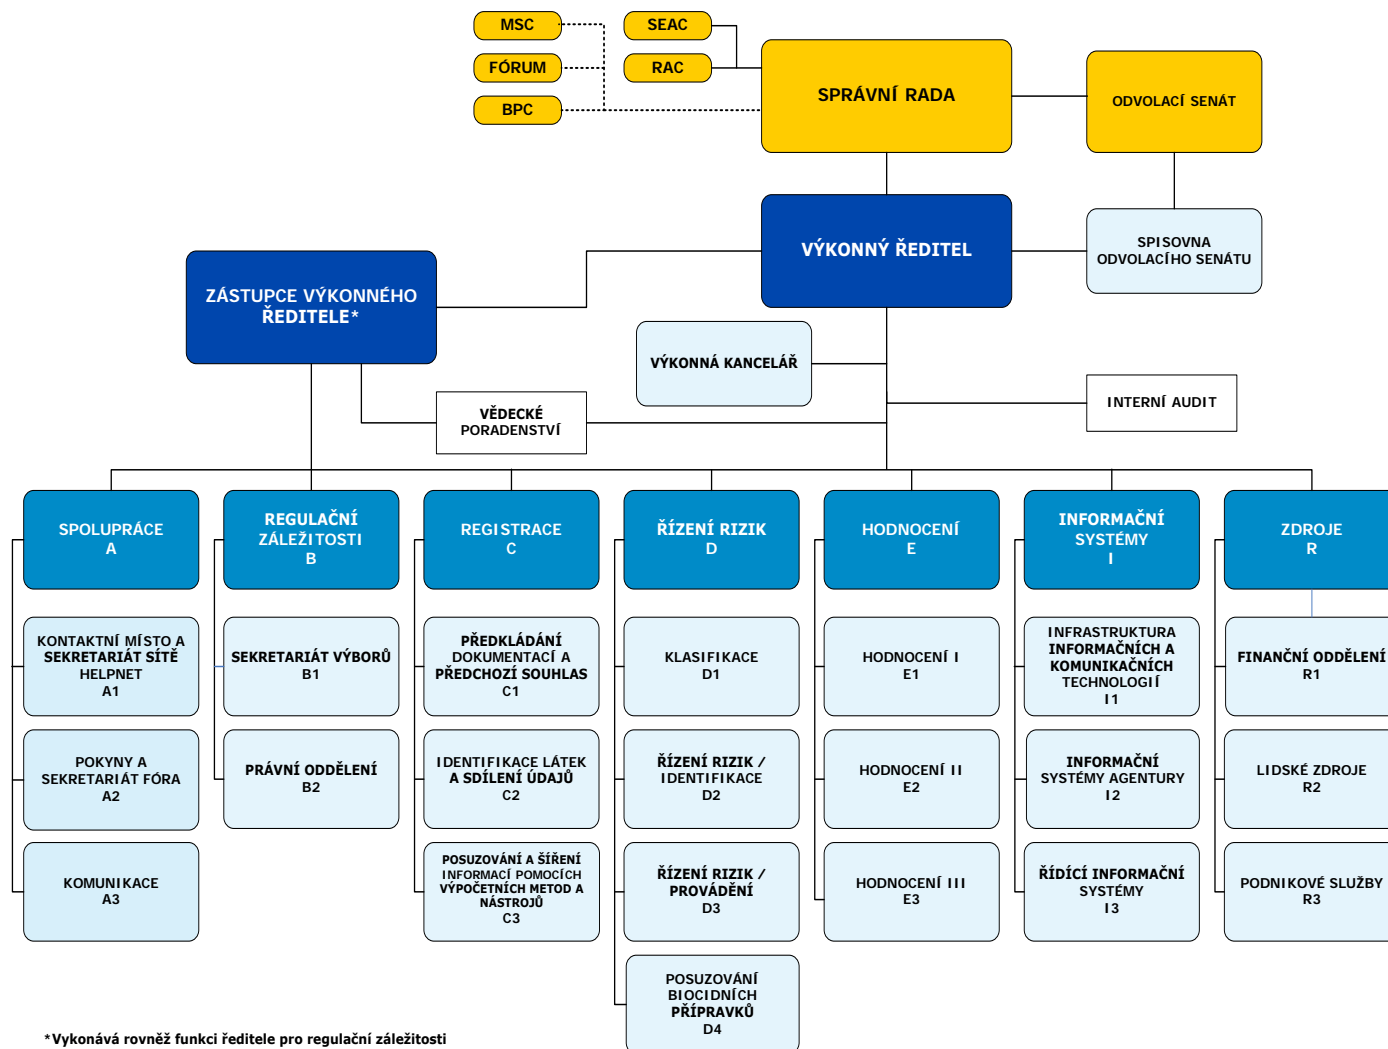 MSC
SEAC
FÓRUM
RAC
BPC
SPRÁVNÍ RADA
ODVOLACÍ SENÁT
VÝKONNÝ ŘEDITEL
SPISOVNA
ODVOLACÍHO SENÁTU
ZÁSTUPCE VÝKONNÉHO
ŘEDITELE*
VÝKONNÁ KANCELÁŘ
INTERNÍ AUDIT
VĚDECKÉ
PORADENSTVÍ
SPOLUPRÁCE
A
REGULAČNÍ
ZÁLEŽITOSTI
B
REGISTRACE
C
ŘÍZENÍ RIZIK
D
HODNOCENÍ
E
INFORMAČNÍ
SYSTÉMY
I
ZDROJE
R
KONTAKTNÍ MÍSTO A
SEKRETARIÁT SÍTĚ
HELPNET
A1
SEKRETARIÁT VÝBORŮ
B1
PŘEDKLÁDÁNÍ
DOKUMENTACÍ A
PŘEDCHOZÍ SOUHLAS
C1
KLASIFIKACE
D1
HODNOCENÍ I
E1
INFRASTRUKTURA
INFORMAČNÍCH A
KOMUNIKAČNÍCH
TECHNOLOGIÍ
I1
FINANČNÍ ODDĚLENÍ
R1
POKYNY A
SEKRETARIÁT FÓRA
A2
PRÁVNÍ ODDĚLENÍ
B2
IDENTIFIKACE LÁTEK
A SDÍLENÍ ÚDAJŮ
C2
ŘÍZENÍ RIZIK /
IDENTIFIKACE
D2
HODNOCENÍ II
E2
INFORMAČNÍ
SYSTÉMY AGENTURY
I2
LIDSKÉ ZDROJE
R2
KOMUNIKACE
A3
POSUZOVÁNÍ A ŠÍŘENÍ
INFORMACÍ POMOCÍCH
VÝPOČETNÍCH METOD A
NÁSTROJŮ
C3
ŘÍZENÍ RIZIK /
PROVÁDĚNÍ
D3
HODNOCENÍ III
E3
ŘÍDÍCÍ INFORMAČNÍ
SYSTÉMY
I3
PODNIKOVÉ SLUŽBY
R3
POSUZOVÁNÍ
BIOCIDNÍCH
PŘÍPRAVKŮ
D4
*Vykonává rovněž funkci ředitele pro regulační záležitosti